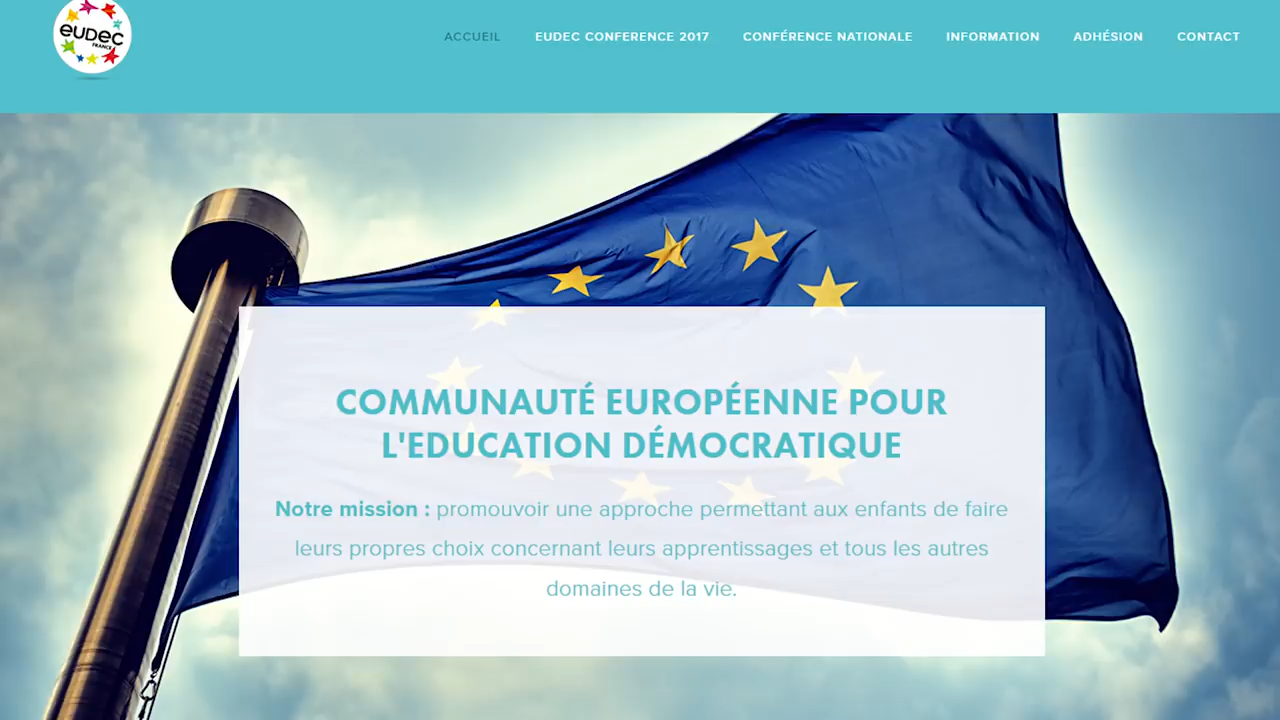 eudec
FRANCE
ACCUEIL
EUDEC CONFERENCE 2017
CONFÉRENCE NATIONALE
INFORMATION
ADHÉSION
CONTACT
COMMUNAUTÉ EUROPÉENNE POUR
L'EDUCATION DÉMOCRATIQUE
Notre mission : promouvoir une approche permettant aux enfants de faire
leurs propres choix concernant leurs apprentissages et tous les autres
domaines de la vie.